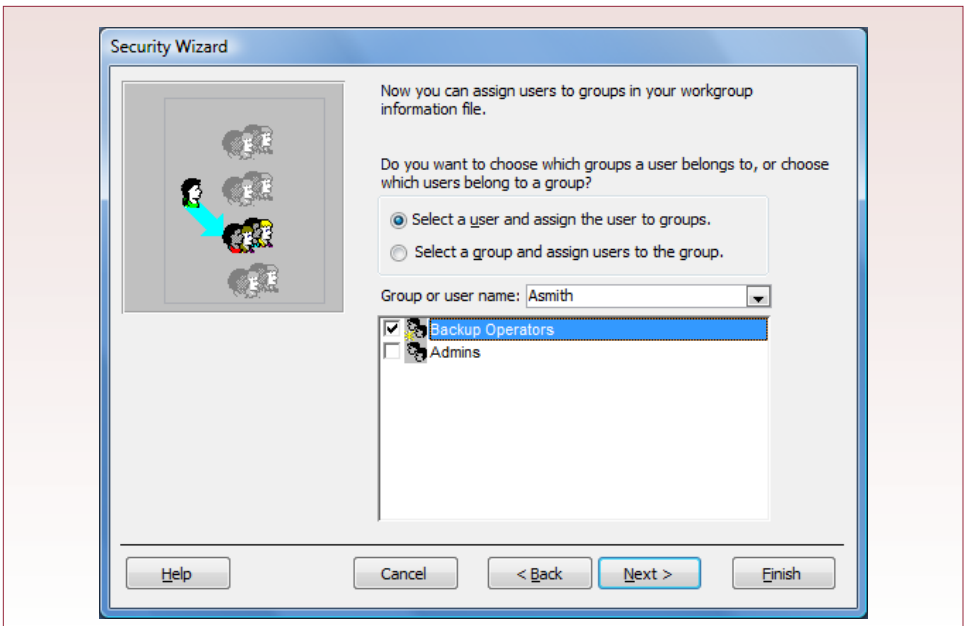 Security Wizard
Now you can assign users to groups in your workgroup
information file.
Do you want to choose which groups a user belongs to, or choose
which users belong to a group?
Select a user and assign the user to groups.
Select a group and assign users to the group.
Group or user name: Asmith
Backup Operators
Admins
Help Cancel < Back Next > Finish